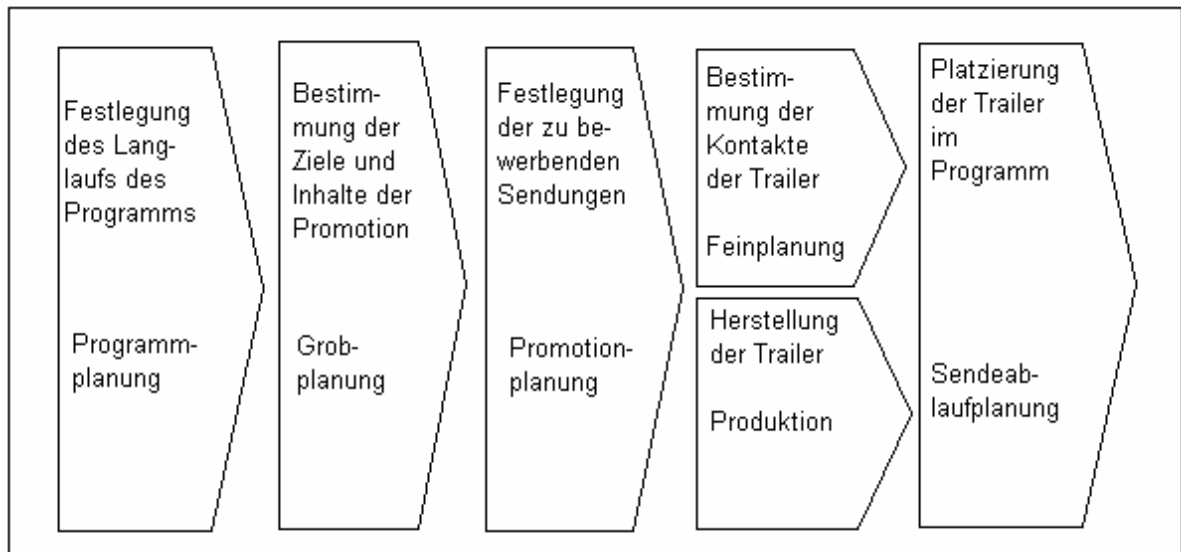 Festlegung
des Lang-
laufs des
Programms
Programm-
planung
Bestim-
mung der
Ziele und
Inhalte der
Promotion
Grob-
planung
Festlegung
der zu be-
werbenden
Sendungen
Promotion-
planung
Bestim-
mung der
Kontakte
der Trailer
Feinplanung
Herstellung
der Trailer
Produktion
Platzierung
der Trailer
im
Programm
Sendeab-
laufplanung